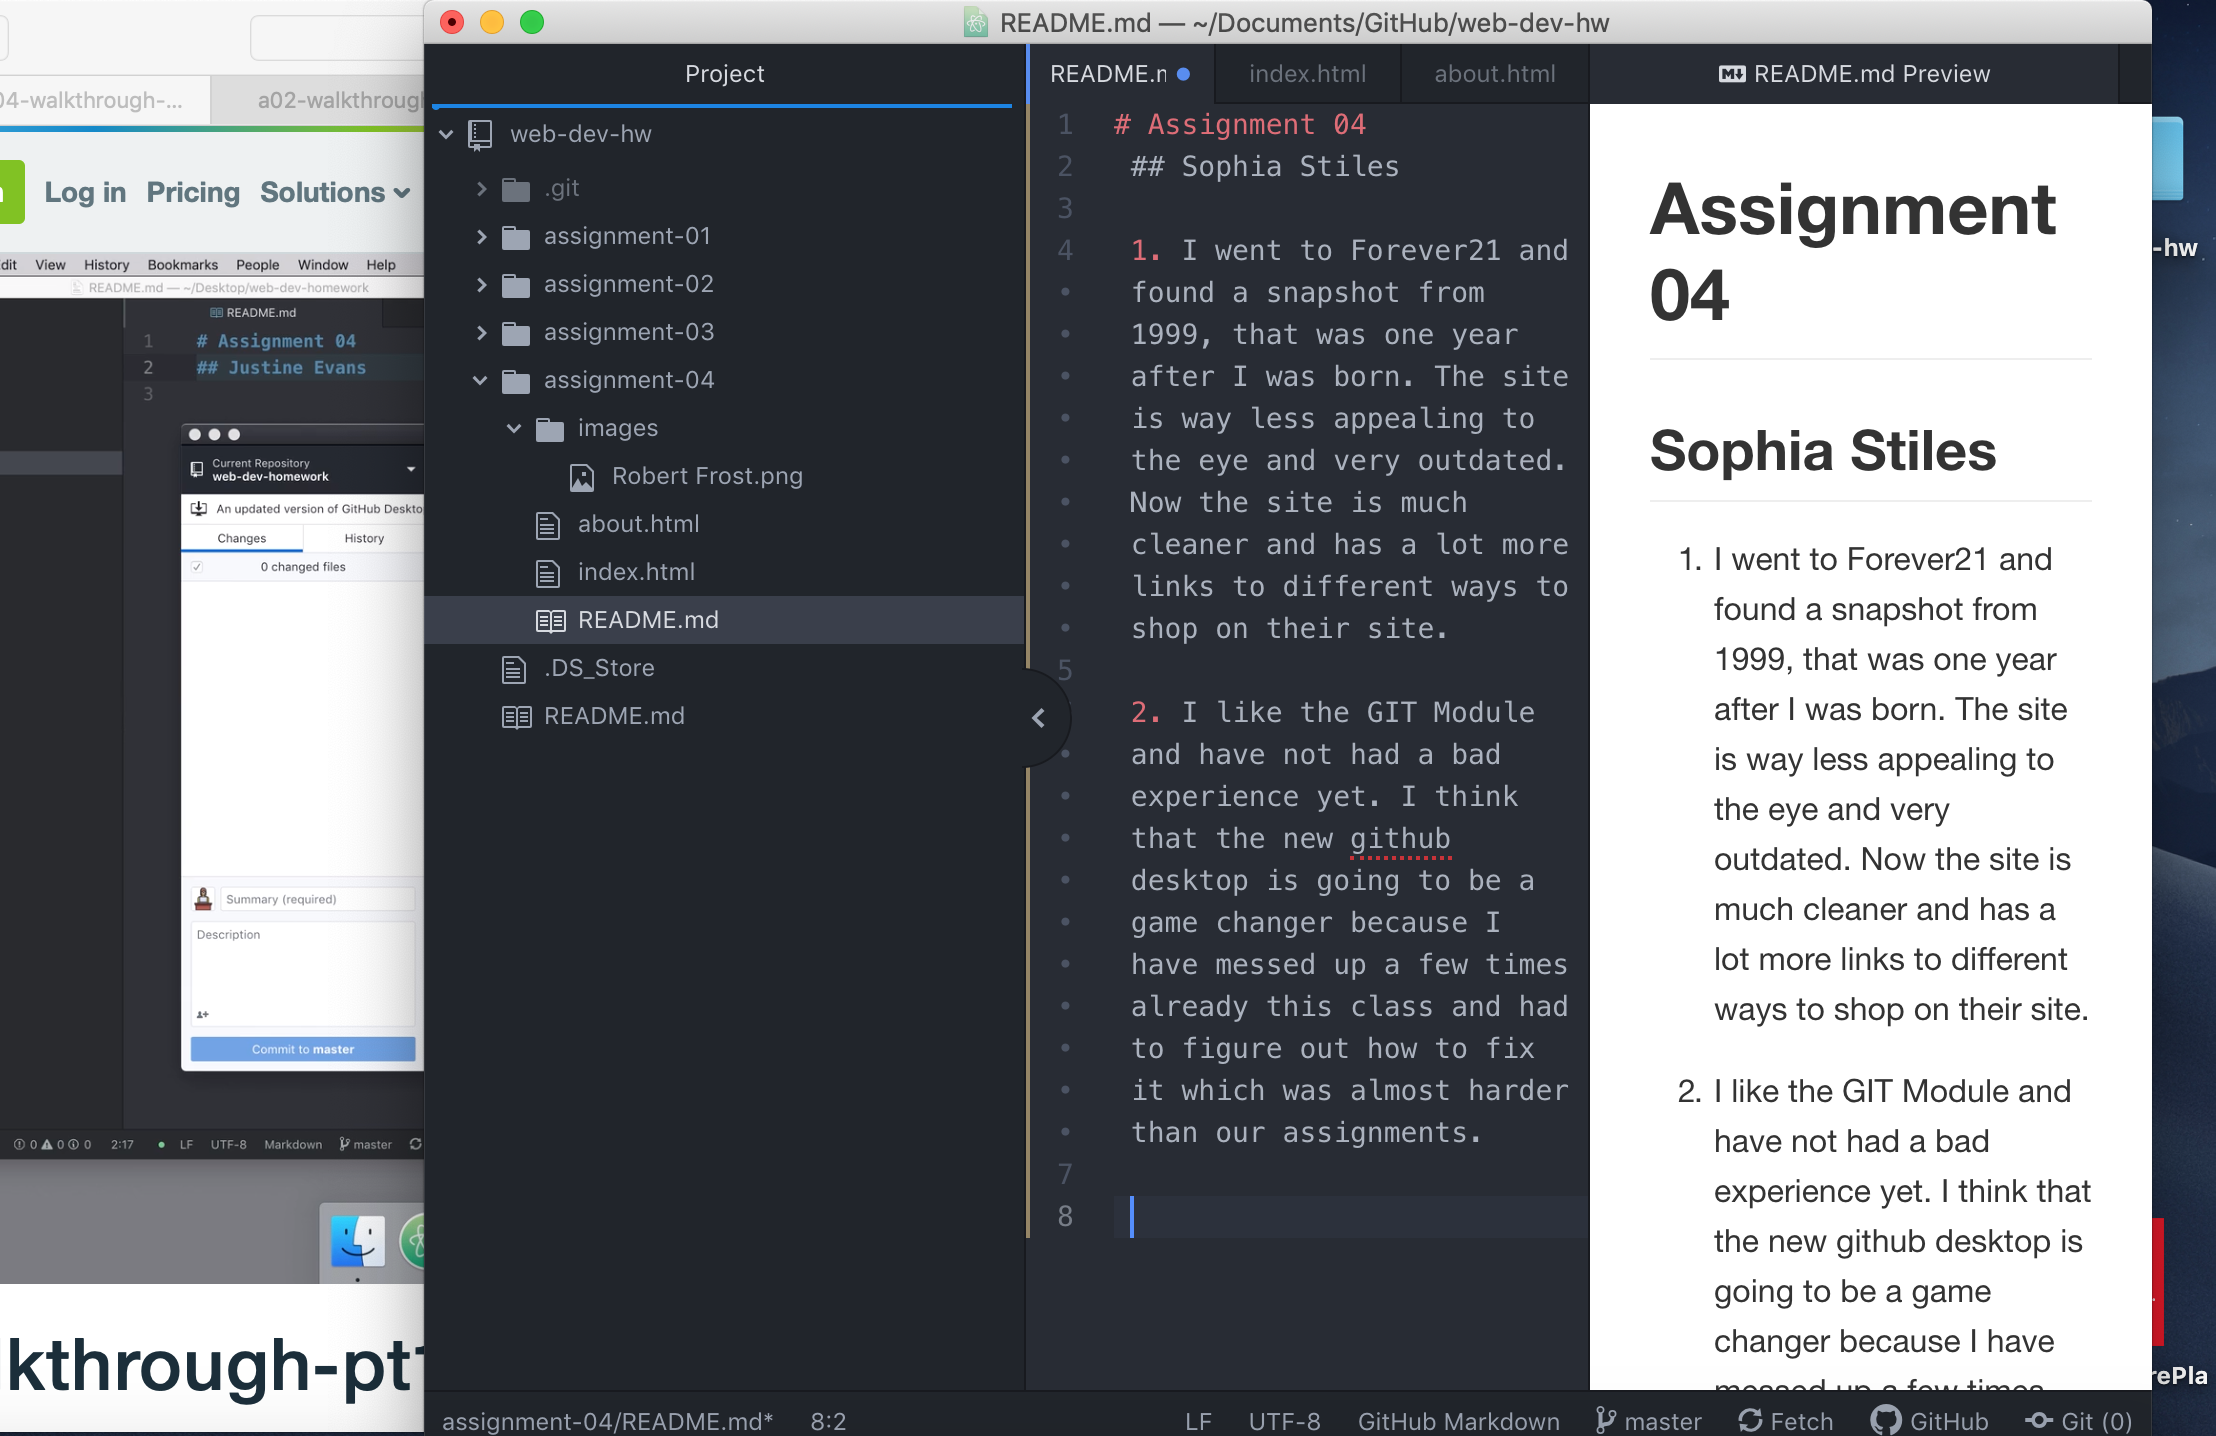 README.md — ~/Documents/GitHub/web-dev-hw
04-walkthrough-...
a02-walkthroug
Log in Pricing Solutions
dit View History Bookmarks People Window Help
README.md — ~/Desktop/web-dev-homework
README.md
1 # Assignment 04
2 ## Justine Evans
3
Current Repository
web-dev-homework
An updated version of GitHub Deskto
Changes History
0 changed files
Summary (required)
Description
Commit to master
0 0 0 2:17 LF UTF-8 Markdown master
lkthrough-pt1
Project
web-dev-hw
.git
assignment-01
assignment-02
assignment-03
assignment-04
images
Robert Frost.png
about.html
index.html
README.md
.DS_Store
README.md
README.m index.html about.html README.md Preview
1 # Assignment 04
2 ## Sophia Stiles
3
4 1. I went to Forever21 and
found a snapshot from
1999, that was one year
after I was born. The site
is way less appealing to
the eye and very outdated.
Now the site is much
cleaner and has a lot more
links to different ways to
shop on their site.
5
2. I like the GIT Module
and have not had a bad
experience yet. I think
that the new github
desktop is going to be a
game changer because I
have messed up a few times
already this class and had
to figure out how to fix
it which was almost harder
than our assignments.
7
8
Assignment
04
Sophia Stiles
1. I went to Forever21 and
found a snapshot from
1999, that was one year
after I was born. The site
is way less appealing to
the eye and very
outdated. Now the site is
much cleaner and has a
lot more links to different
ways to shop on their site.
2. I like the GIT Module and
have not had a bad
experience yet. I think that
the new github desktop is
going to be a game
changer because I have
messed up a few times
-hw
rePla
assignment-04/README.md* 8:2 LF UTF-8 GitHub Markdown master Fetch GitHub Git (0)